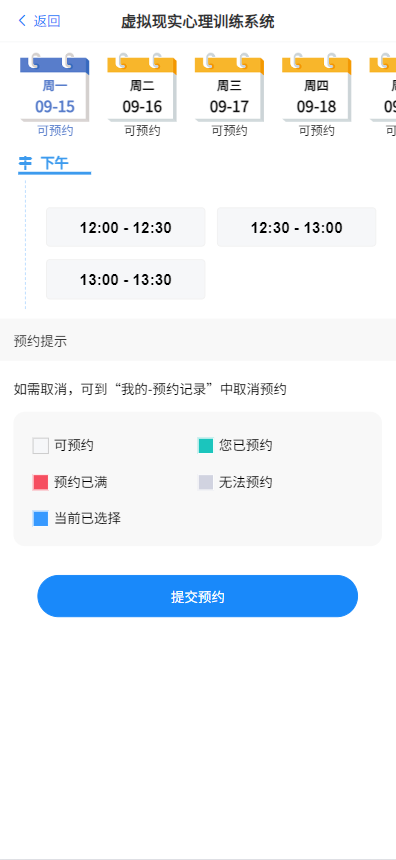 返回 虚拟现实心理训练系统
周一 周二 周三 周四
09-15 09-16 09-17 09-18
可预约 可预约 可预约 可预约
下午
12:00 - 12:30 12:30 - 13:00
13:00 - 13:30
预约提示
如需取消，可到“我的-预约记录”中取消预约
可预约 您已预约
预约已满 无法预约
当前已选择
提交预约